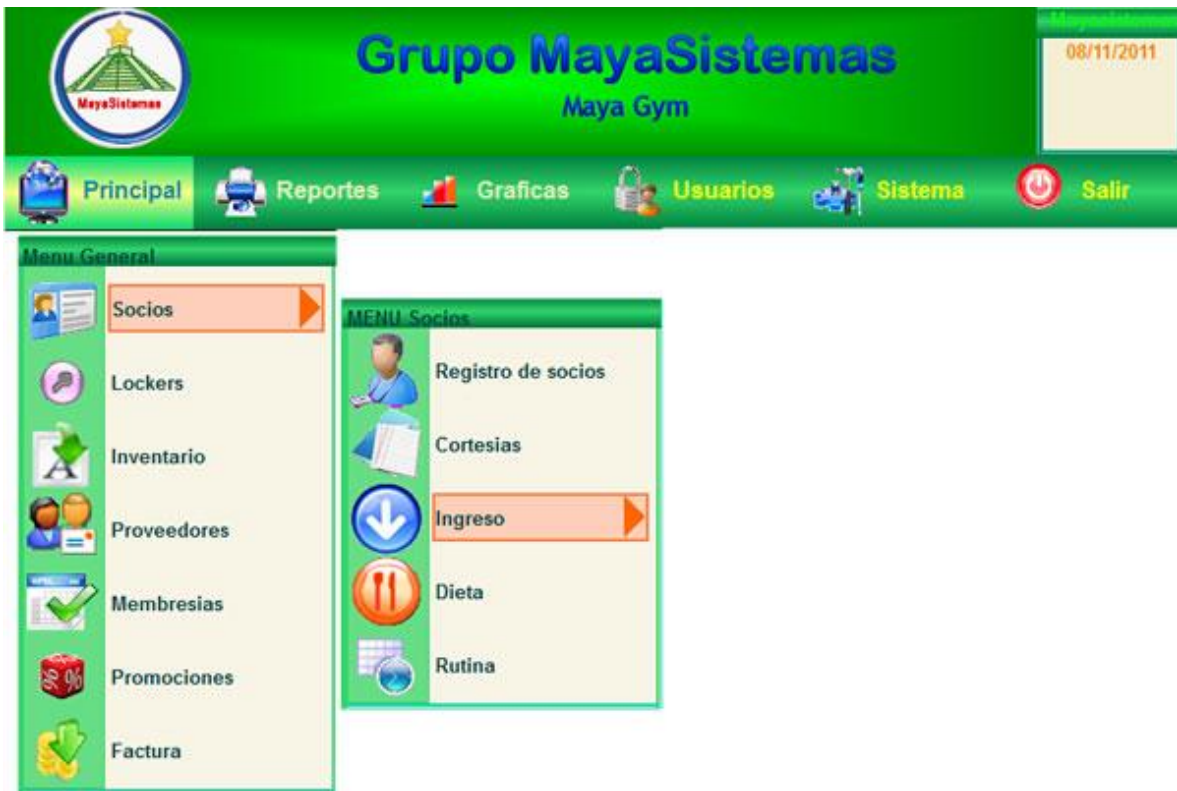 MayaSistemas
Grupo MayaSistemas
Maya Gym
08/11/2011
Principal
Reportes
Graficas
Usuarios
Sistema
Salir
Menu General
Socios
Lockers
Inventario
Proveedores
Membresias
Promociones
Factura
MENU Socios
Registro de socios
Cortesias
Ingreso
Dieta
Rutina